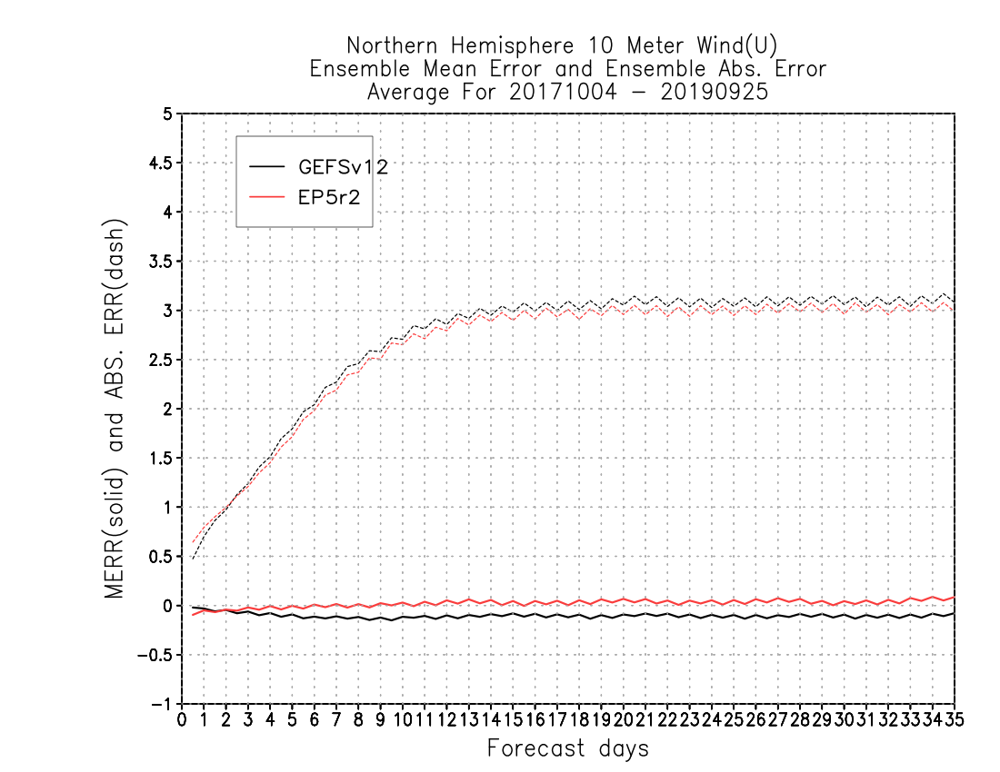 Northern Hemisphere 10 Meter Wind(U)
Ensemble Mean Error and Ensemble Abs. Error
Average For 20171004 – 20190925
MERR(solid) and ABS. ERR(dash)
5
4.5
4
3.5
3
2.5
2
1.5
1
0.5
0
−0.5
−1
GEFSv12
EP5r2
0 1 2 3 4 5 6 7 8 9 10 11 12 13 14 15 16 17 18 19 20 21 22 23 24 25 26 27 28 29 30 31 32 33 34 35
Forecast days